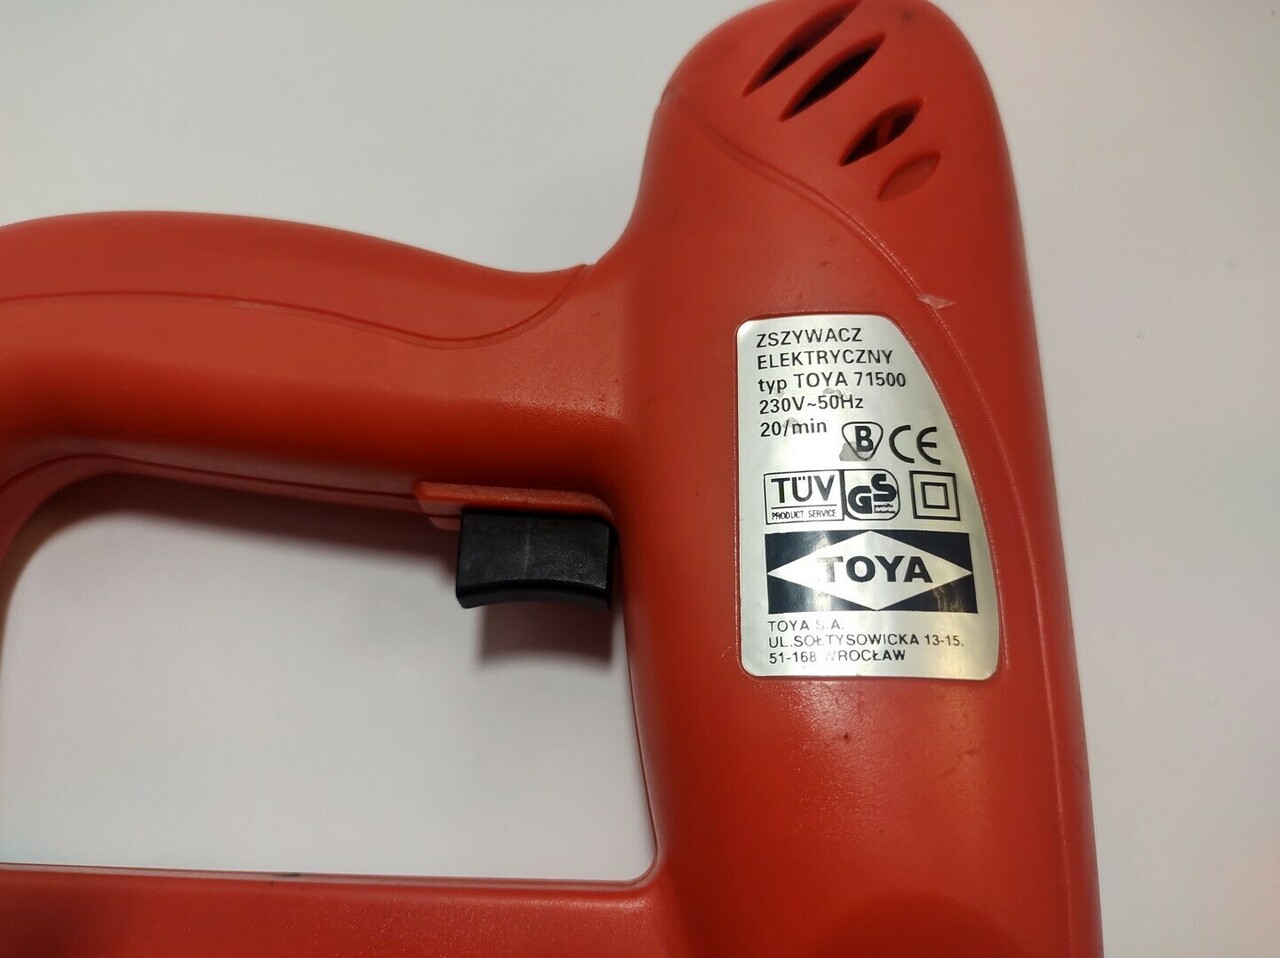 ZSZYWACZ
ELEKTRYCZNY
typ TOYA 71500
230V~50Hz
20/min
B CE
TÜV GS
PRODUCT SERVICE
TOYA
TOYA S.A.
UL.SOŁTYSOWICKA 13-15,
51-168 WROCŁAW